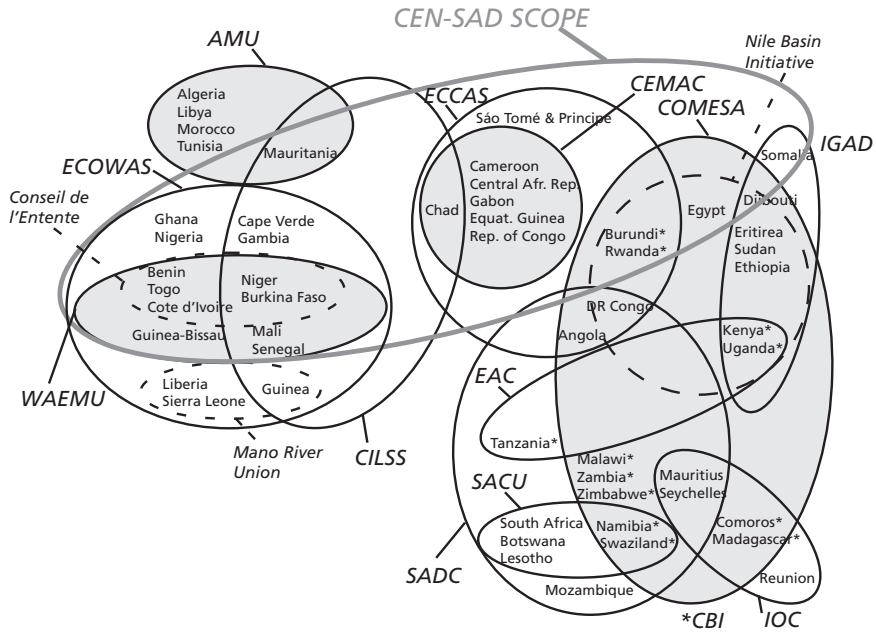 CEN-SAD SCOPE
AMU
Nile Basin
Initiative
ECCAS
CEMAC
COMESA
IGAD
Algeria
Libya
Morocco
Tunisia
Mauritania
Sáo Tomé & Principe
Somalia
ECOWAS
Conseil de
l'Entente
Cameroon
Central Afr. Rep.
Gabon
Equat. Guinea
Rep. of Congo
Chad
Egypt
Djibouti
Ghana
Nigeria
Cape Verde
Gambia
Burundi*
Rwanda*
Eritirea
Sudan
Ethiopia
Benin
Togo
Cote d'Ivoire
Niger
Burkina Faso
Guinea-Bissau
Mali
Senegal
DR Congo
Angola
Kenya*
Uganda*
WAEMU
Liberia
Sierra Leone
Guinea
EAC
Mano River
Union
CILSS
Tanzania*
Malawi*
Zambia*
Zimbabwe*
Mauritius
Seychelles
SACU
South Africa
Botswana
Lesotho
Namibia*
Swaziland*
Comoros*
Madagascar*
SADC
Mozambique
Reunion
*CBI
IOC